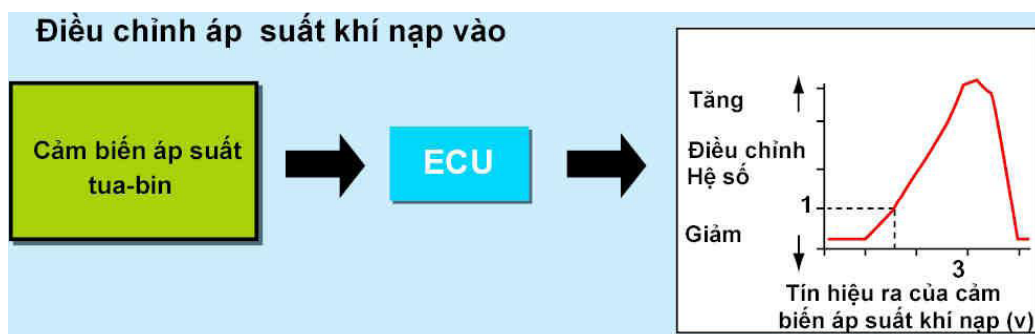 Điều chỉnh áp suất khí nạp vào
Cảm biến áp suất
tua-bin
ECU
Tăng
Điều chỉnh
Hệ số
1
Giảm
3
Tín hiệu ra của cảm
biến áp suất khí nạp (v)